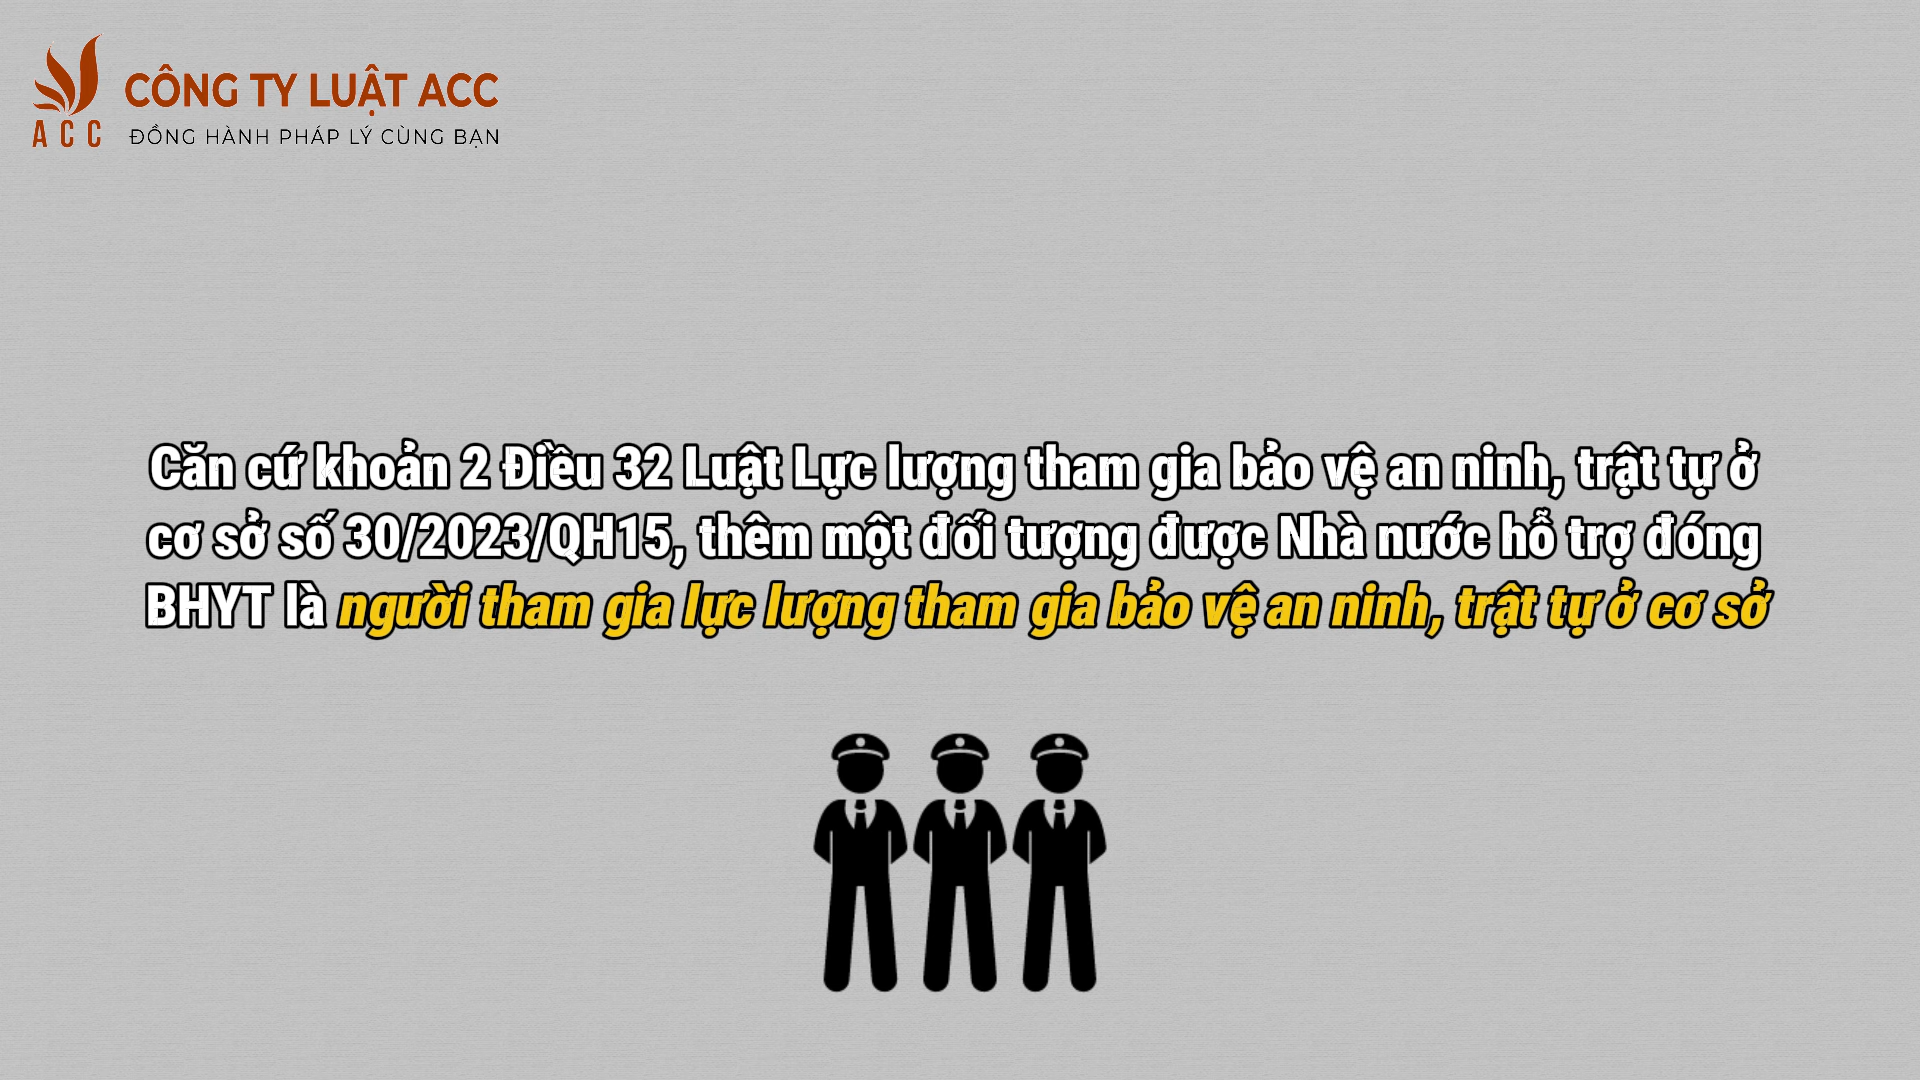 CÔNG TY LUẬT ACC
ACC
ĐỒNG HÀNH PHÁP LÝ CÙNG BẠN
Căn cứ khoản 2 Điều 32 Luật Lực lượng tham gia bảo vệ an ninh, trật tự ở
cơ sở số 30/2023/QH15, thêm một đối tượng được Nhà nước hỗ trợ đóng
BHYT là người tham gia lực lượng tham gia bảo vệ an ninh, trật tự ở cơ sở